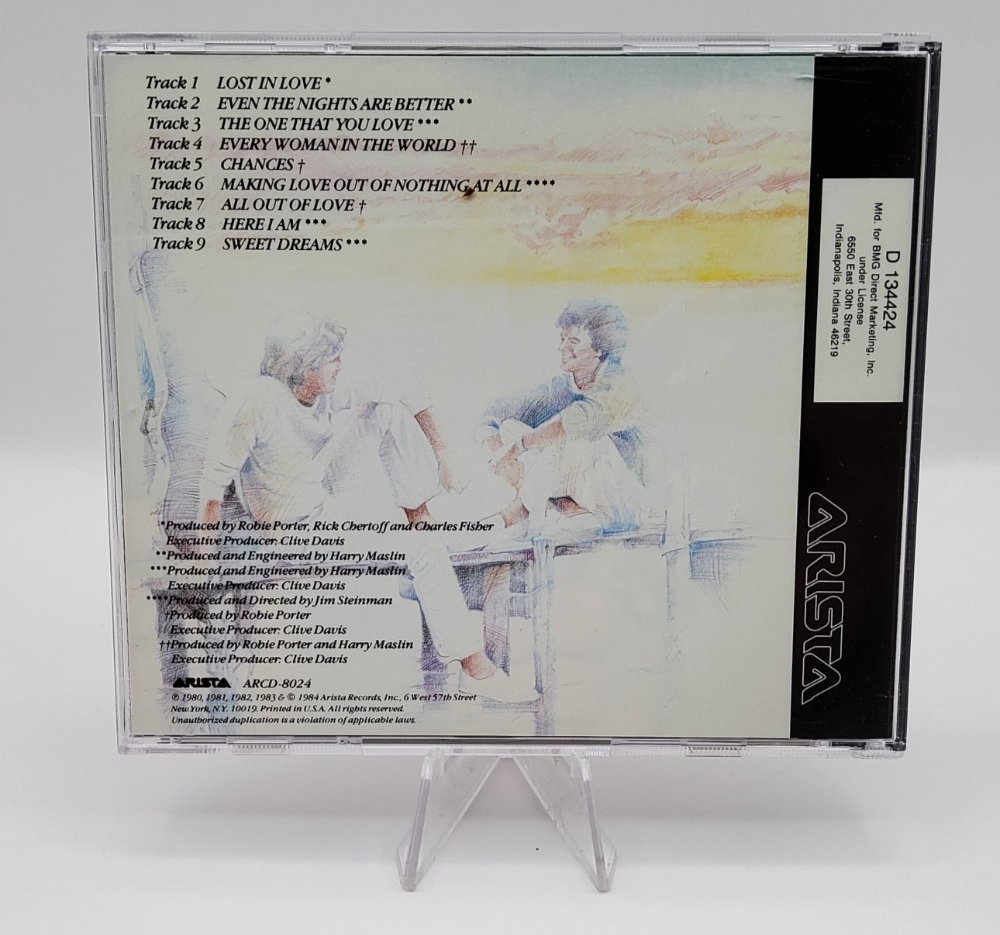 Track 1 LOST IN LOVE *
Track 2 EVEN THE NIGHTS ARE BETTER **
Track 3 THE ONE THAT YOU LOVE ***
Track 4 EVERY WOMAN IN THE WORLD ††
Track 5 CHANCES †
Track 6 MAKING LOVE OUT OF NOTHING AT ALL ****
Track 7 ALL OUT OF LOVE †
Track 8 HERE I AM ***
Track 9 SWEET DREAMS ***
*Produced by Robie Porter, Rick Chertoff and Charles Fisher
Executive Producer: Clive Davis
**Produced and Engineered by Harry Maslin
***Produced and Engineered by Harry Maslin
Executive Producer: Clive Davis
****Produced and Directed by Jim Steinman
†Produced by Robie Porter
Executive Producer: Clive Davis
††Produced by Robie Porter and Harry Maslin
Executive Producer: Clive Davis
ARISTA ARCD-8024
℗ 1980, 1981, 1982, 1983 & © 1984 Arista Records, Inc., 6 West 57th Street
New York, N.Y. 10019. Printed in U.S.A. All rights reserved.
Unauthorized duplication is a violation of applicable laws.
D 134424
Mfd. for BMG Direct Marketing, Inc.
under License
6550 East 30th Street,
Indianapolis, Indiana 46219
ARISTA